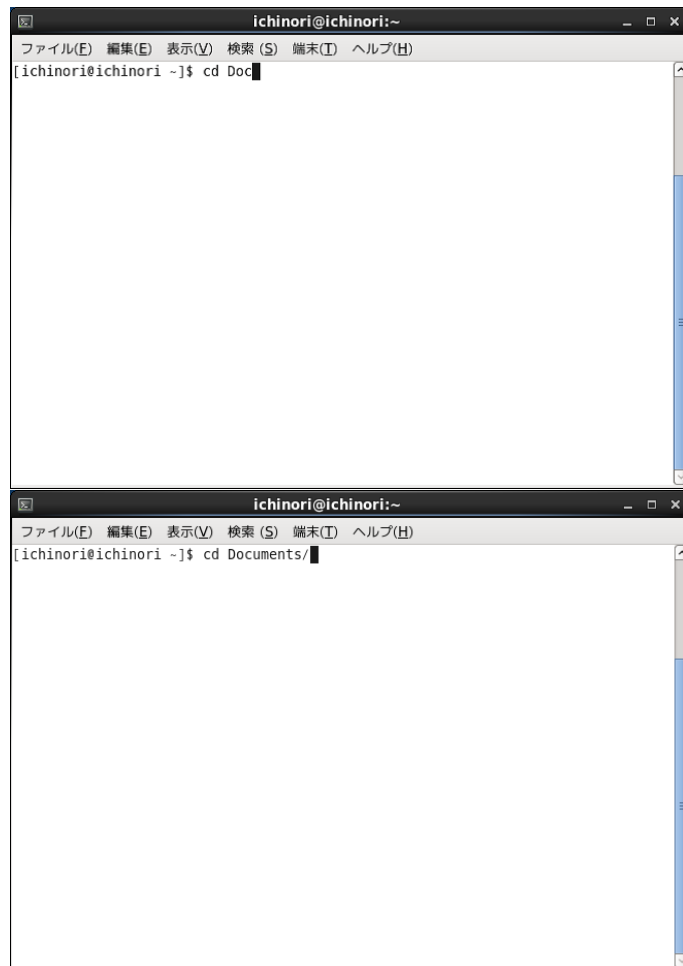 ichinori@ichinori:~
ファイル(F) 編集(E) 表示(V) 検索 (S) 端末(T) ヘルプ(H)
[ichinori@ichinori ~]$ cd Doc
ichinori@ichinori:~
ファイル(F) 編集(E) 表示(V) 検索 (S) 端末(T) ヘルプ(H)
[ichinori@ichinori ~]$ cd Documents/